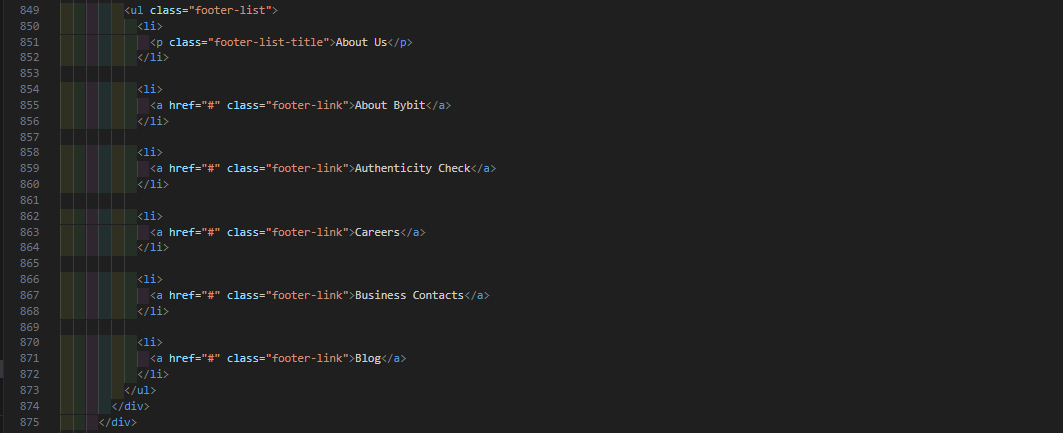 849 <ul class="footer-list">
850 <li>
851 <p class="footer-list-title">About Us</p>
852 </li>
853
854 <li>
855 <a href="#" class="footer-link">About Bybit</a>
856 </li>
857
858 <li>
859 <a href="#" class="footer-link">Authenticity Check</a>
860 </li>
861
862 <li>
863 <a href="#" class="footer-link">Careers</a>
864 </li>
865
866 <li>
867 <a href="#" class="footer-link">Business Contacts</a>
868 </li>
869
870 <li>
871 <a href="#" class="footer-link">Blog</a>
872 </li>
873 </ul>
874 </div>
875 </div>